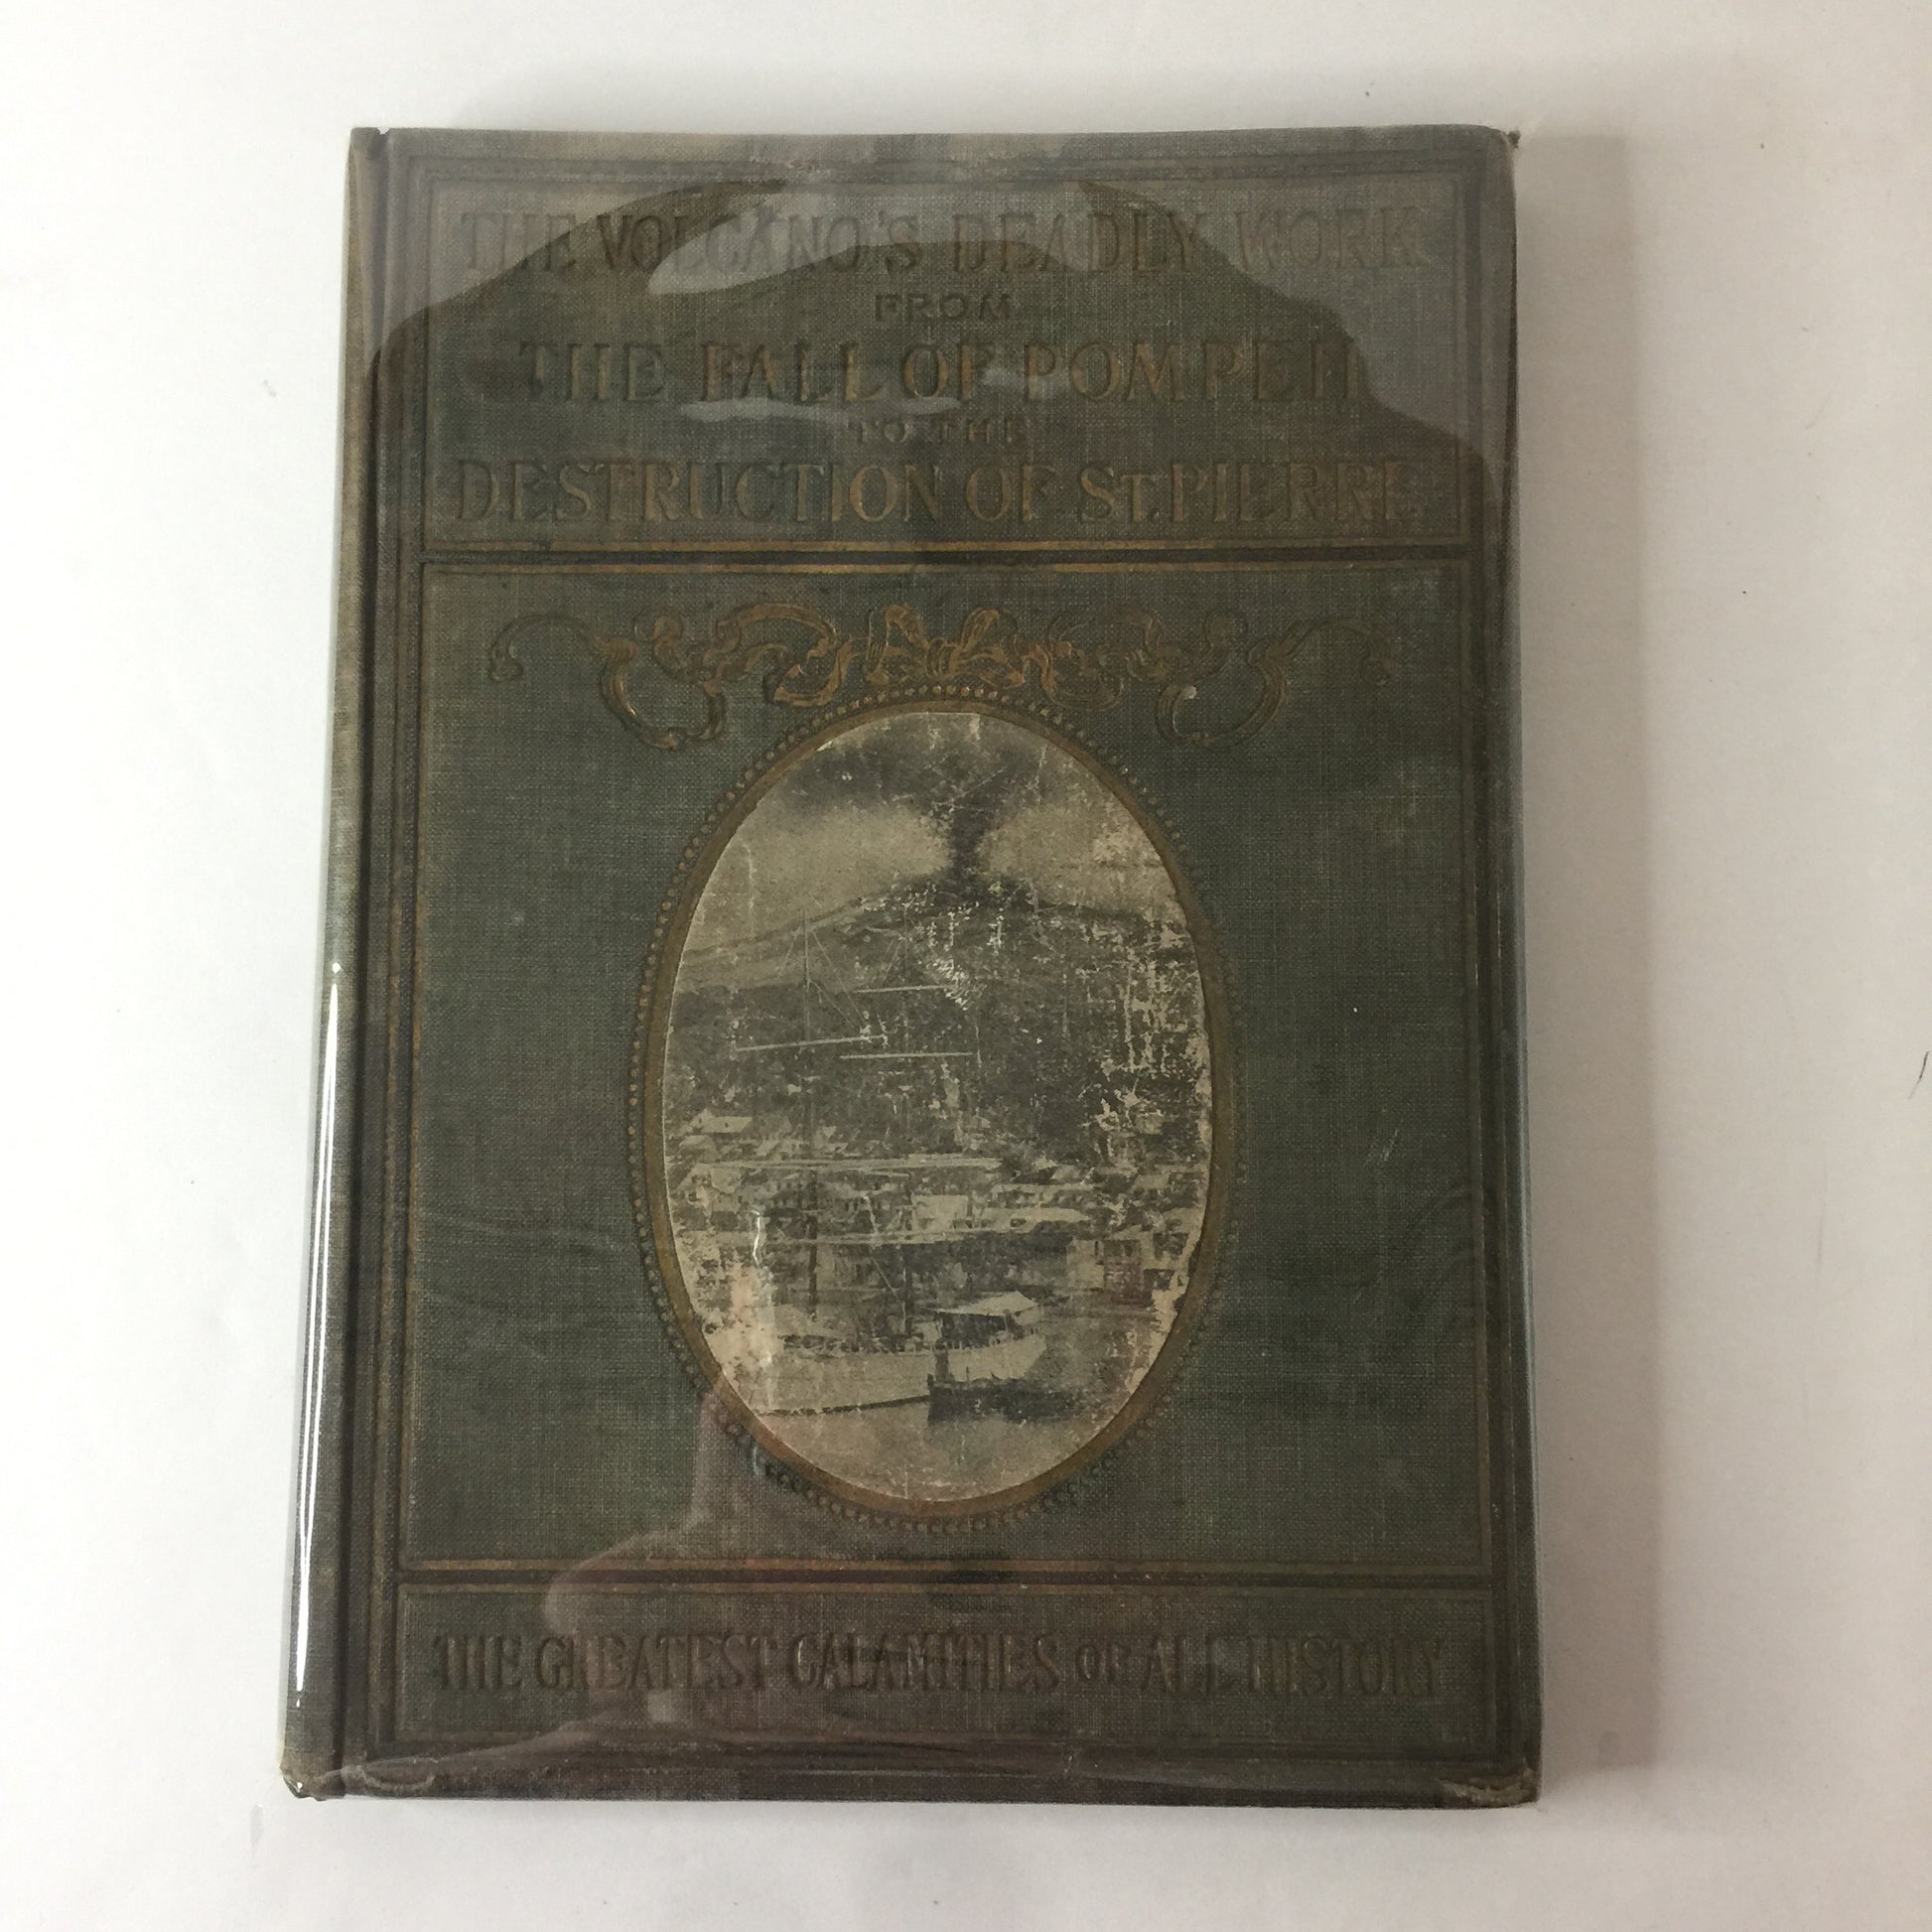 THE VOLCANO'S DEADLY WORK
FROM
THE FALL OF POMPEII
TO THE
DESTRUCTION OF ST. PIERRE
THE GREATEST CALAMITIES OF ALL HISTORY